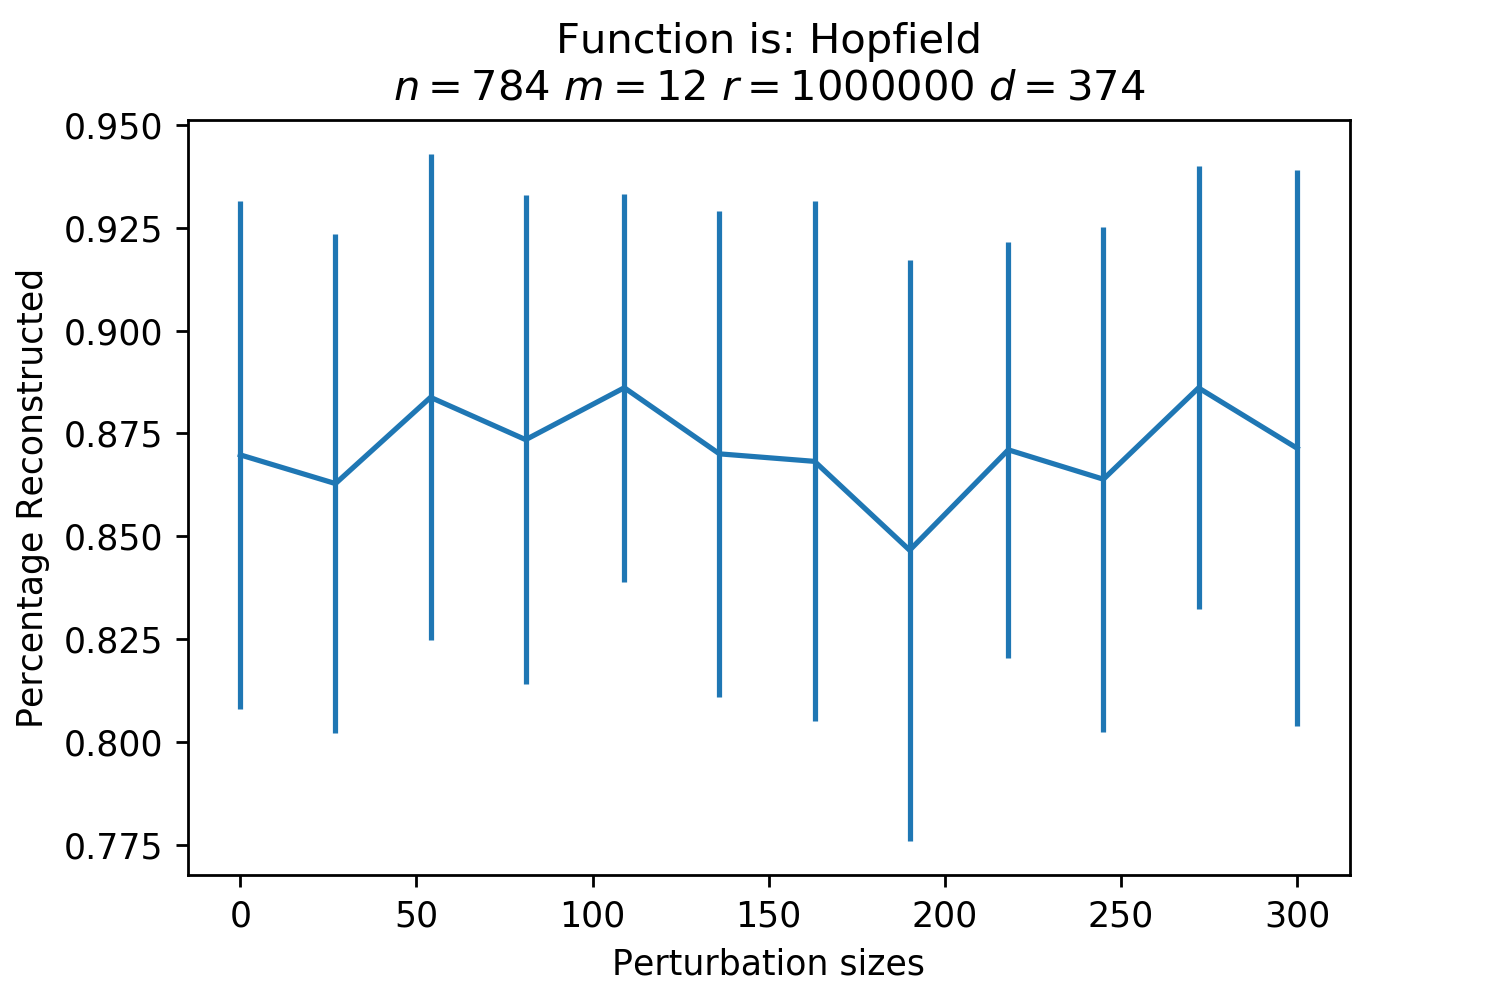 Function is: Hopfield
n = 784 m = 12 r = 1000000 d = 374
0.950
0.925
0.900
0.875
0.850
0.825
0.800
0.775
Percentage Reconstructed
0 50 100 150 200 250 300
Perturbation sizes